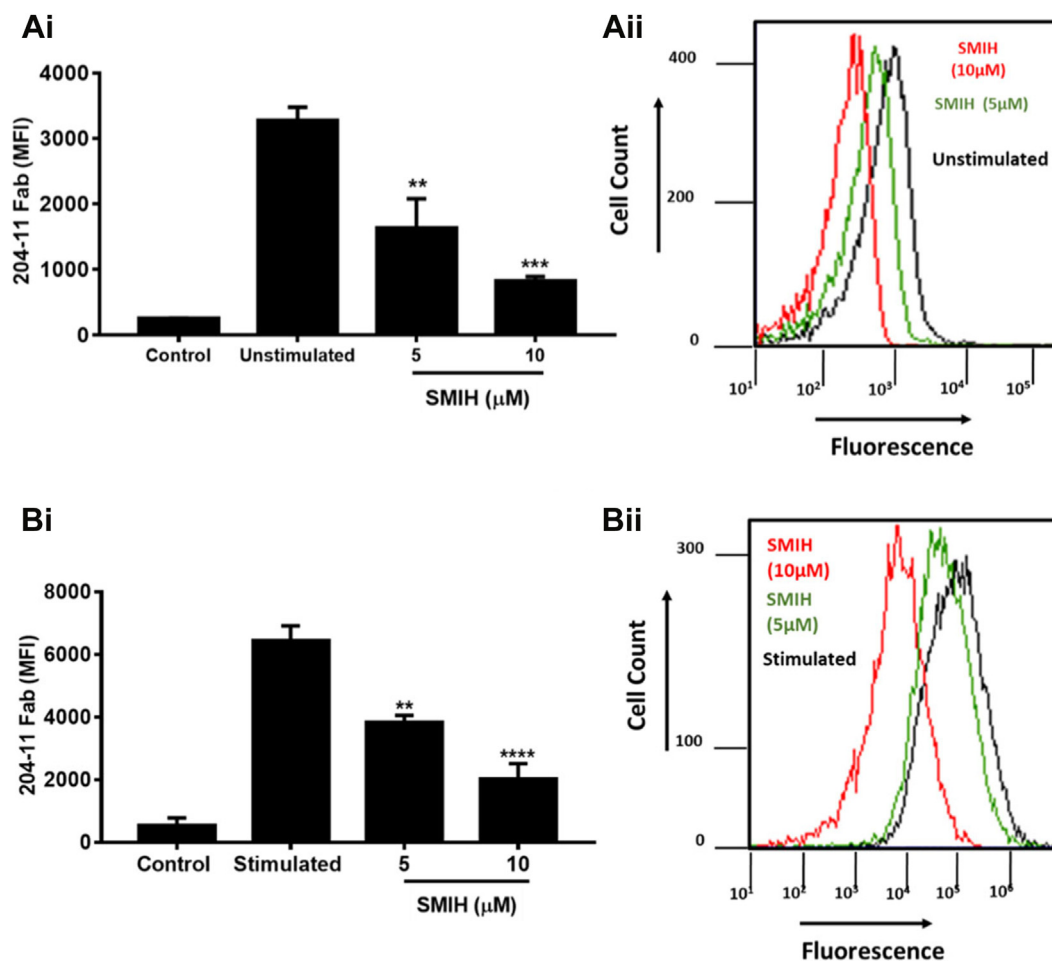 Ai
204-11 Fab (MFI)
4000
3000
2000
1000
0
**
***
Control Unstimulated 5 10
SMIH (μM)
Aii
Cell Count
400
200
0
SMIH
(10μM)
SMIH (5μM)
Unstimulated
10¹ 10² 10³ 10⁴ 10⁵
Fluorescence
Bi
204-11 Fab (MFI)
8000
6000
4000
2000
0
**
****
Control Stimulated 5 10
SMIH (μM)
Bii
Cell Count
300
100
0
SMIH
(10μM)
SMIH
(5μM)
Stimulated
10¹ 10² 10³ 10⁴ 10⁵ 10⁶
Fluorescence